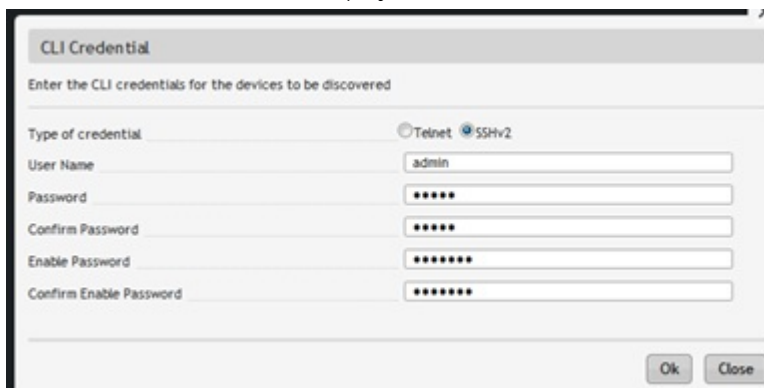 CLI Credential
Enter the CLI credentials for the devices to be discovered
Type of credential Telnet SSHv2
User Name admin
Password •••••
Confirm Password •••••
Enable Password •••••••
Confirm Enable Password •••••••
Ok Close